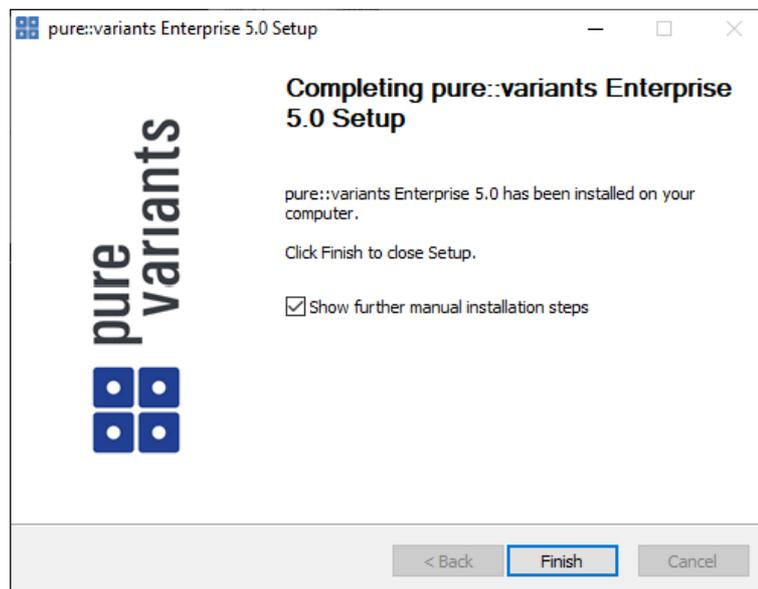 pure::variants Enterprise 5.0 Setup
Completing pure::variants Enterprise
5.0 Setup
pure
variants
pure::variants Enterprise 5.0 has been installed on your
computer.
Click Finish to close Setup.
Show further manual installation steps
< Back
Finish
Cancel